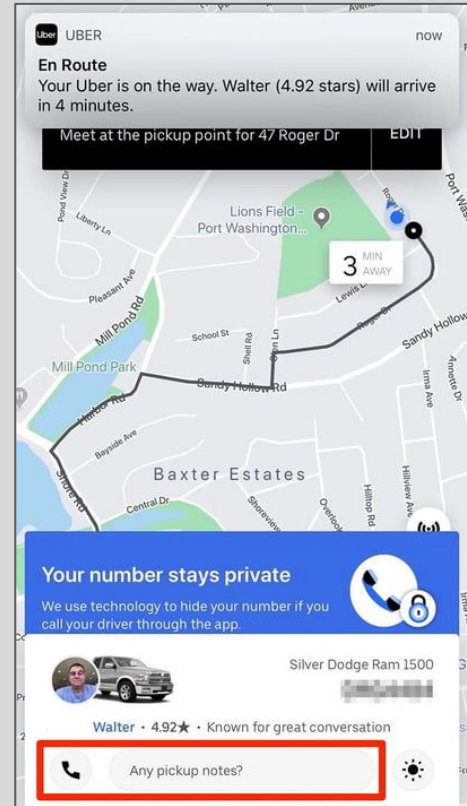 Uber UBER now
En Route
Your Uber is on the way. Walter (4.92 stars) will arrive
in 4 minutes.
Meet at the pickup point for 47 Roger Dr EDIT
Pond View Dr
Liberty Ln
Lions Field -
Port Washington...
Roger Dr
Port Wash
3 MIN AWAY
Pleasant Ave
Mill Pond Rd
Lewis L
Roger Dr
School St
Shell Rd
Glen Ln
Sandy Hollow
Mill Pond Park
Sandy Hollow Rd
Annette Dr
Irma Ave
Harbor Rd
Bayside Ave
Baxter Estates
Shore Rd
Central Dr
Shoreview
Overlook
Hilltop Rd
Hillview Ave
Your number stays private
We use technology to hide your number if you
call your driver through the app.
Silver Dodge Ram 1500
Walter • 4.92★ • Known for great conversation
Any pickup notes?